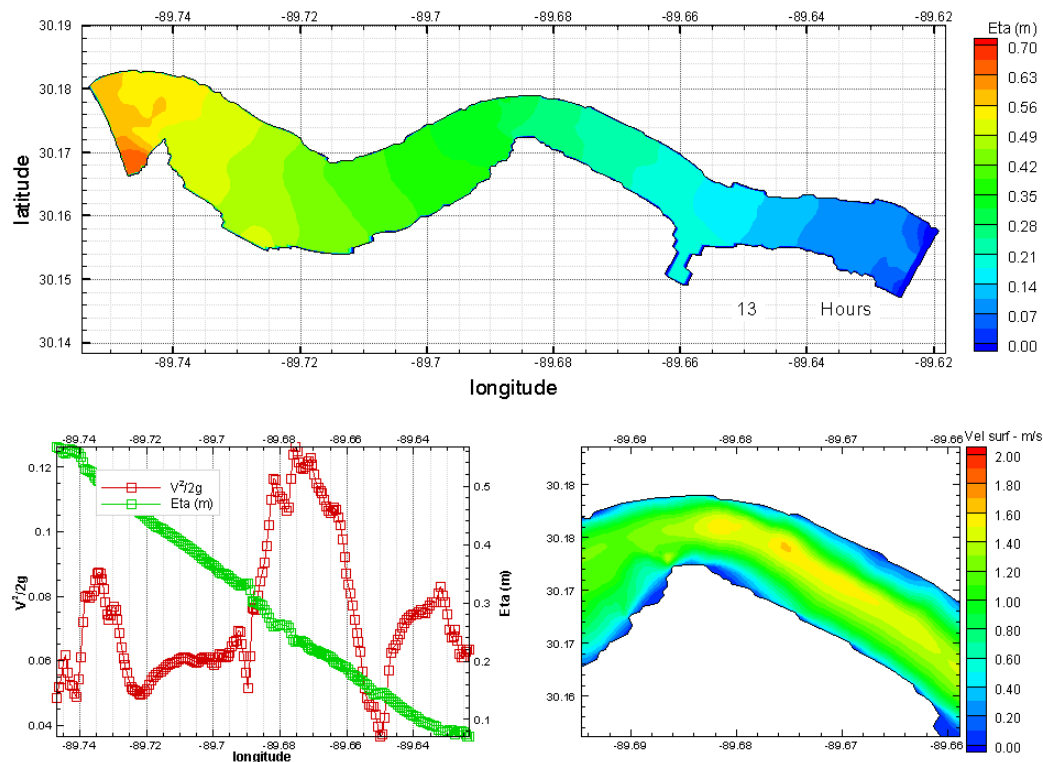 -89.74 -89.72 -89.7 -89.68 -89.66 -89.64 -89.62
30.19
30.18
30.17
30.16
30.15
30.14
latitude
13 Hours
-89.74 -89.72 -89.7 -89.68 -89.66 -89.64 -89.62
longitude
Eta (m)
0.70
0.63
0.56
0.49
0.42
0.35
0.28
0.21
0.14
0.07
0.00
-89.74 -89.72 -89.7 -89.68 -89.66 -89.64
0.12
0.1
0.08
0.06
0.04
V²/2g
V²/2g
Eta (m)
0.5
0.4
0.3
0.2
0.1
Eta (m)
-89.74 -89.72 -89.7 -89.68 -89.66 -89.64
longitude
-89.69 -89.68 -89.67 -89.66
30.18
30.18
30.17
30.17
30.16
-89.69 -89.68 -89.67 -89.66
Vel surf - m/s
2.00
1.80
1.60
1.40
1.20
1.00
0.80
0.60
0.40
0.20
0.00